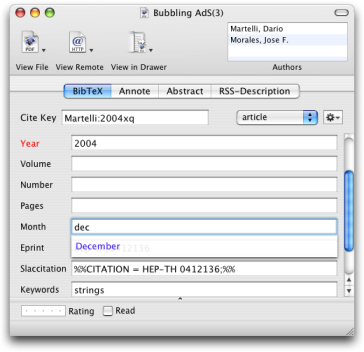 Bubbling AdS(3)
Martelli, Dario
Morales, Jose F.
PDF
HTTP
View File View Remote View in Drawer
Authors
BibTeX Annote Abstract RSS-Description
Cite Key Martelli:2004xq article
Year 2004
Volume
Number
Pages
Month dec
Eprint December 12136
Slaccitation %%CITATION = HEP-TH 0412136;%%
Keywords strings
Rating Read